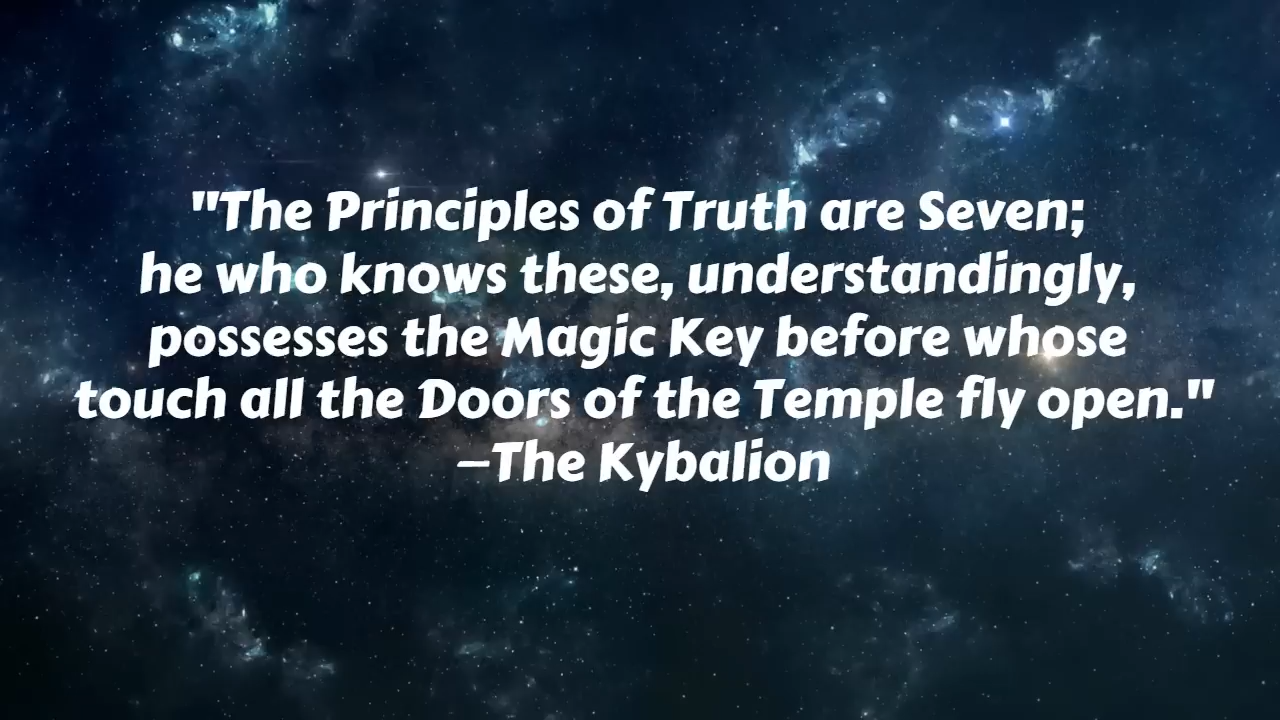 "The Principles of Truth are Seven;
he who knows these, understandingly,
possesses the Magic Key before whose
touch all the Doors of the Temple fly open."
—The Kybalion